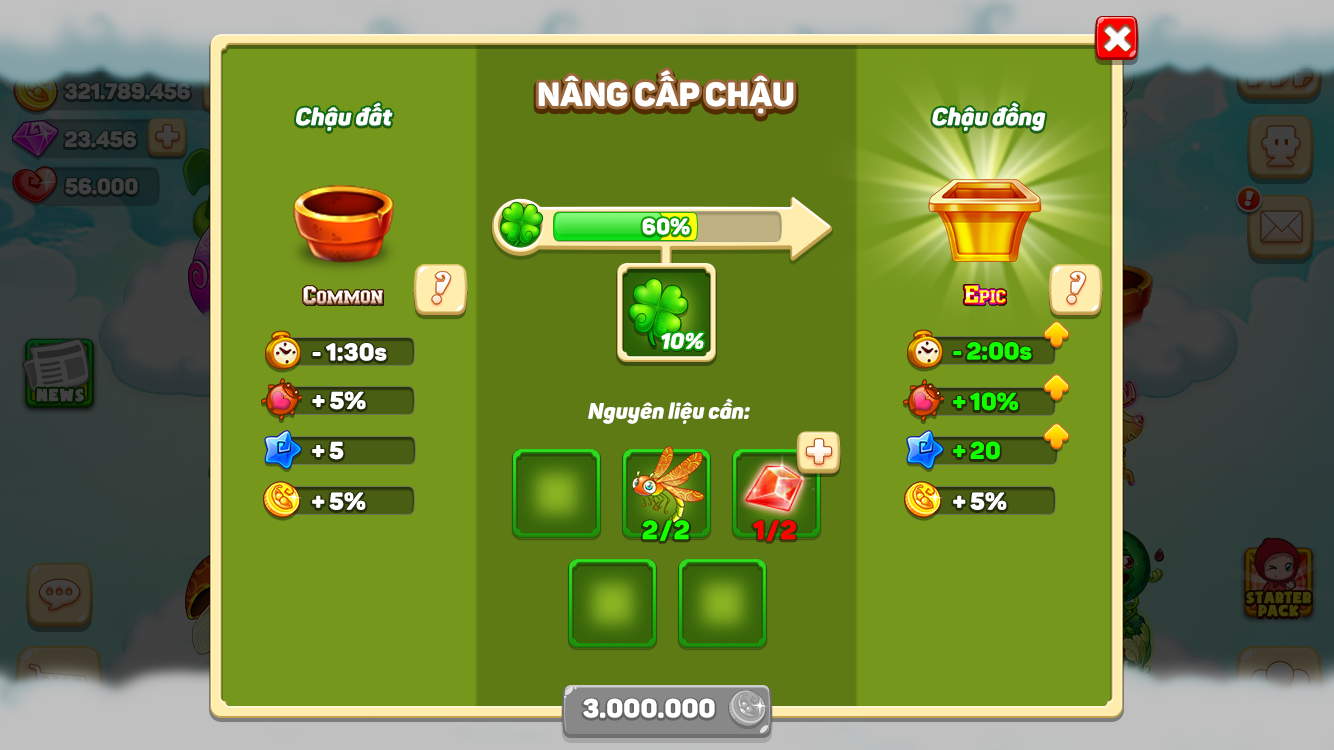 321.789.456
23.456
56.000
NEWS
NÂNG CẤP CHẬU
Chậu đất
Chậu đồng
60%
10%
COMMON
EPIC
- 1:30s
+ 5%
+ 5
+ 5%
- 2:00s
+ 10%
+ 20
+ 5%
Nguyên liệu cần:
2/2
1/2
STARTER
PACK
3.000.000